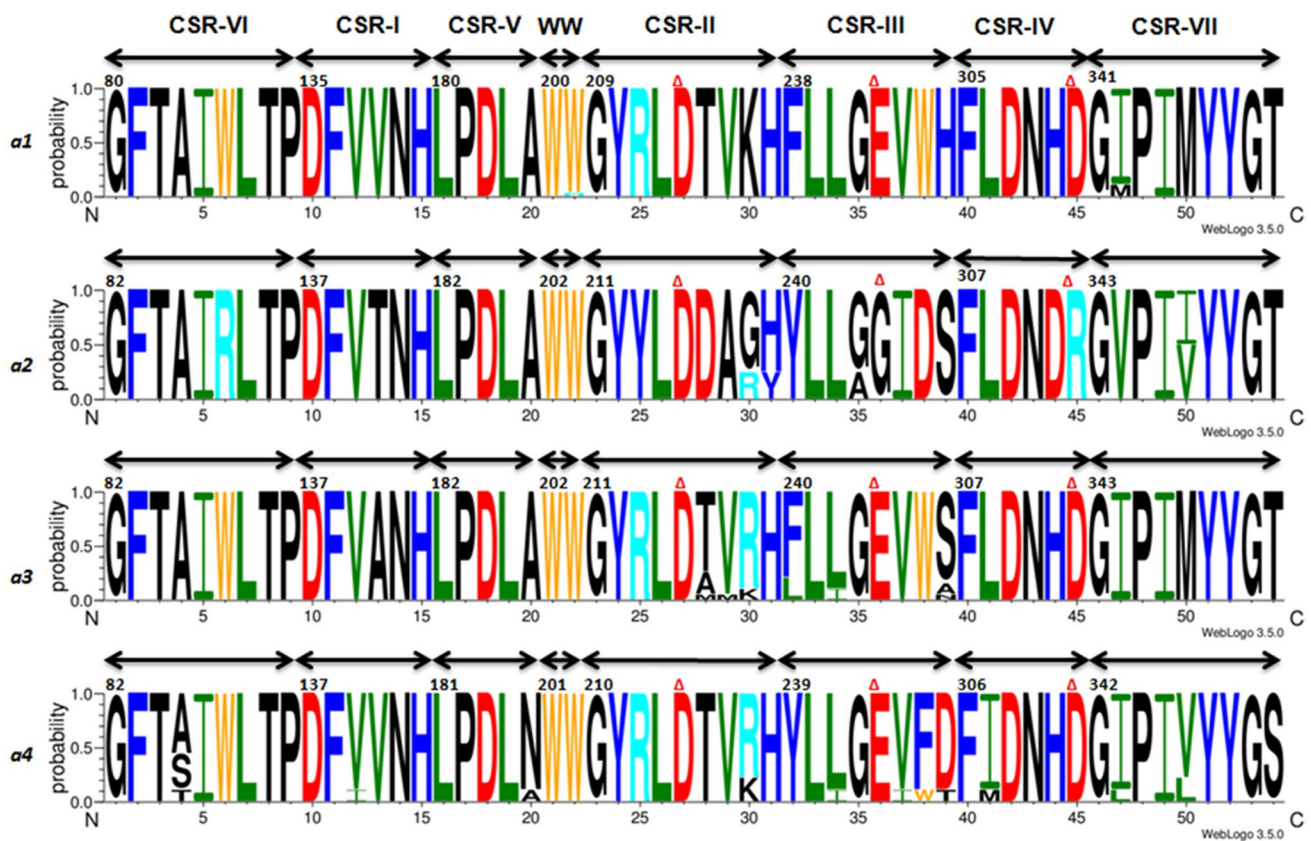 CSR-VI CSR-I CSR-V WW CSR-II CSR-III CSR-IV CSR-VII
80 135 180 200 209 Δ 238 Δ 305 Δ 341
a1 probability 1.0 0.5 0.0
GFTAIWLTPDFVVNHLPDLAWWGYRLDTVKHFLLGEVWHFLDNHDGIPIMYYGT
M
N 5 10 15 20 25 30 35 40 45 50 C
WebLogo 3.5.0
82 137 182 202 211 Δ 240 Δ 307 Δ 343
a2 probability 1.0 0.5 0.0
GFTAIRLTPDFVTNHLPDLAWWGYYLDDAGHYLLGGIDSFLDNDRGVPIIYYGT
R Y A V
N 5 10 15 20 25 30 35 40 45 50 C
WebLogo 3.5.0
82 137 182 202 211 Δ 240 Δ 307 Δ 343
a3 probability 1.0 0.5 0.0
GFTAIWLTPDFVANHLPDLAWWGYRLDTVRHFLLGEVWSFLDNHDGIPIMYYGT
A M M K L I A N
N 5 10 15 20 25 30 35 40 45 50 C
WebLogo 3.5.0
82 137 181 201 210 Δ 239 Δ 306 Δ 342
a4 probability 1.0 0.5 0.0
GFTAIWLTPDFVVNHLPDLNWWGYRLDTVRHYLLGEVFDFIDNHDGIPIVYYGS
S T I A K I I W T M L L
N 5 10 15 20 25 30 35 40 45 50 C
WebLogo 3.5.0